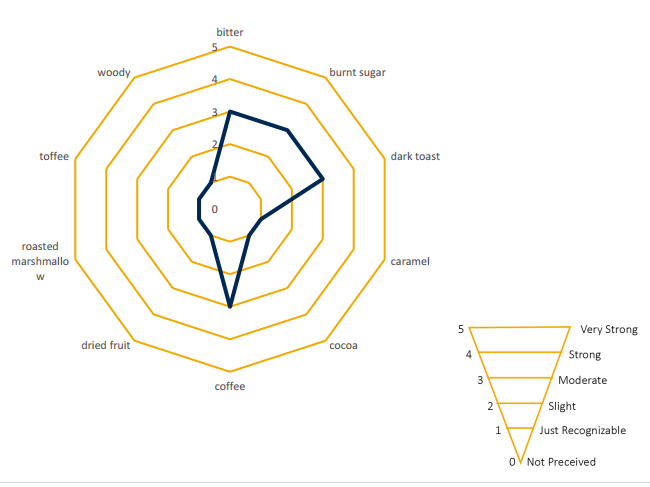 bitter
5
woody
burnt sugar
4
3
2
1
0
toffee
dark toast
roasted
marshmallo
w
caramel
dried fruit
cocoa
coffee
5 Very Strong
4 Strong
3 Moderate
2 Slight
1 Just Recognizable
0 Not Preceived